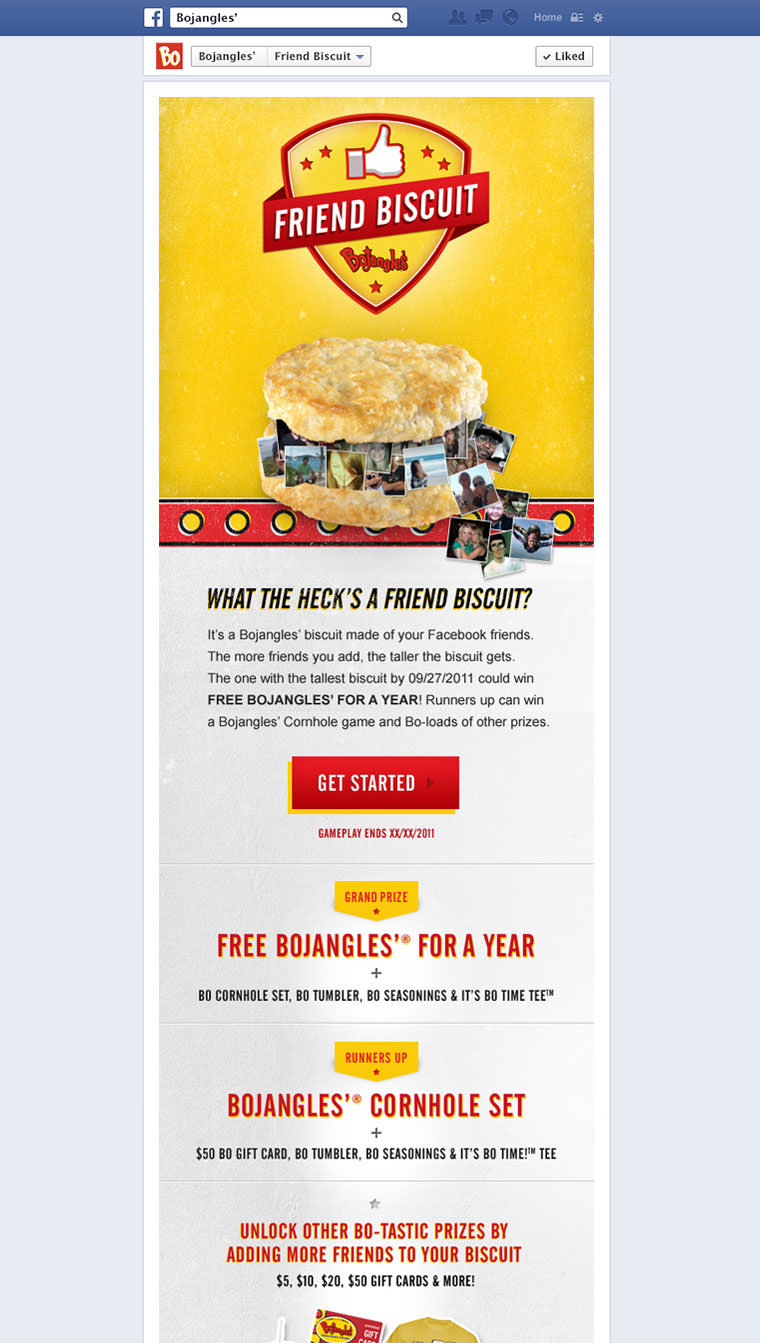 Bojangles'
Home
Bo
Bojangles'
Friend Biscuit
✓ Liked
FRIEND BISCUIT
Bojangles'
WHAT THE HECK'S A FRIEND BISCUIT?
It's a Bojangles' biscuit made of your Facebook friends.
The more friends you add, the taller the biscuit gets.
The one with the tallest biscuit by 09/27/2011 could win
FREE BOJANGLES' FOR A YEAR! Runners up can win
a Bojangles' Cornhole game and Bo-loads of other prizes.
GET STARTED
GAMEPLAY ENDS XX/XX/2011
GRAND PRIZE
FREE BOJANGLES'® FOR A YEAR
+
BO CORNHOLE SET, BO TUMBLER, BO SEASONINGS & IT'S BO TIME TEE™
RUNNERS UP
BOJANGLES'® CORNHOLE SET
+
$50 BO GIFT CARD, BO TUMBLER, BO SEASONINGS & IT'S BO TIME!™ TEE
UNLOCK OTHER BO-TASTIC PRIZES BY
ADDING MORE FRIENDS TO YOUR BISCUIT
$5, $10, $20, $50 GIFT CARDS & MORE!
Bojangles'
GIFT